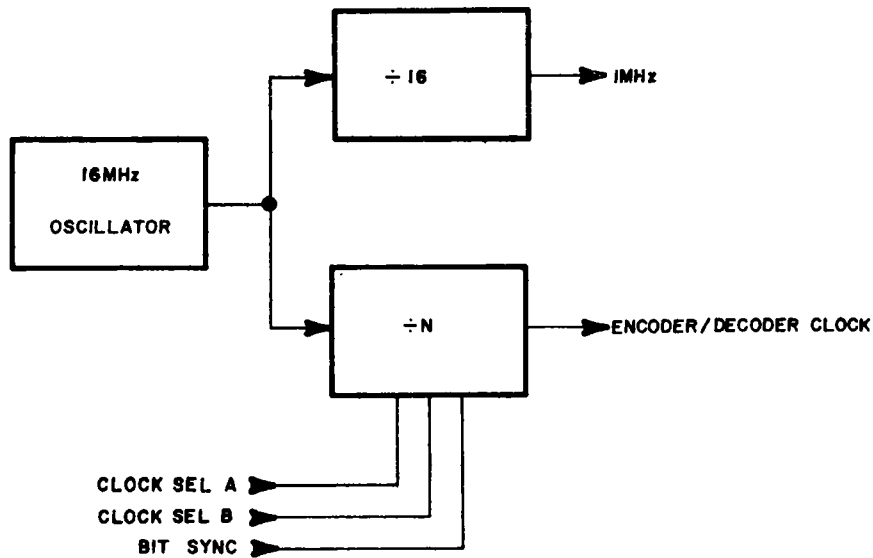 ÷16
1MHz
16MHz
OSCILLATOR
÷N
ENCODER/DECODER CLOCK
CLOCK SEL A
CLOCK SEL B
BIT SYNC